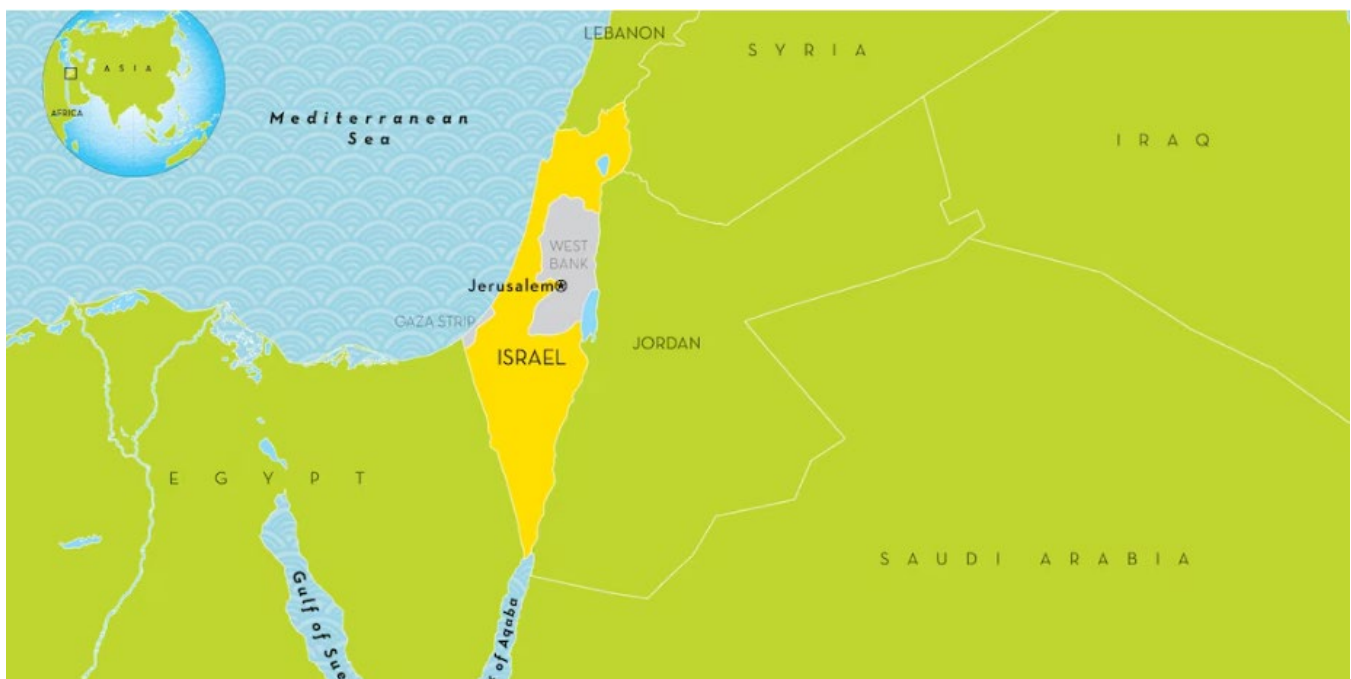 LEBANON
SYRIA
ASIA
AFRICA
Mediterranean
Sea
IRAQ
WEST
BANK
Jerusalem
GAZA STRIP
ISRAEL
JORDAN
EGYPT
SAUDI ARABIA
Gulf of Sue
of Aqaba